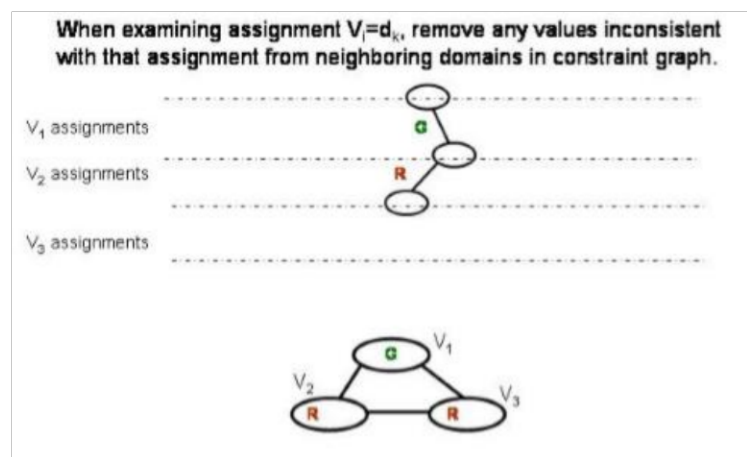 When examining assignment Vᵢ=dₖ, remove any values inconsistent
with that assignment from neighboring domains in constraint graph.
V₁ assignments
G
V₂ assignments
R
V₃ assignments
G V₁
V₂
V₃
R R